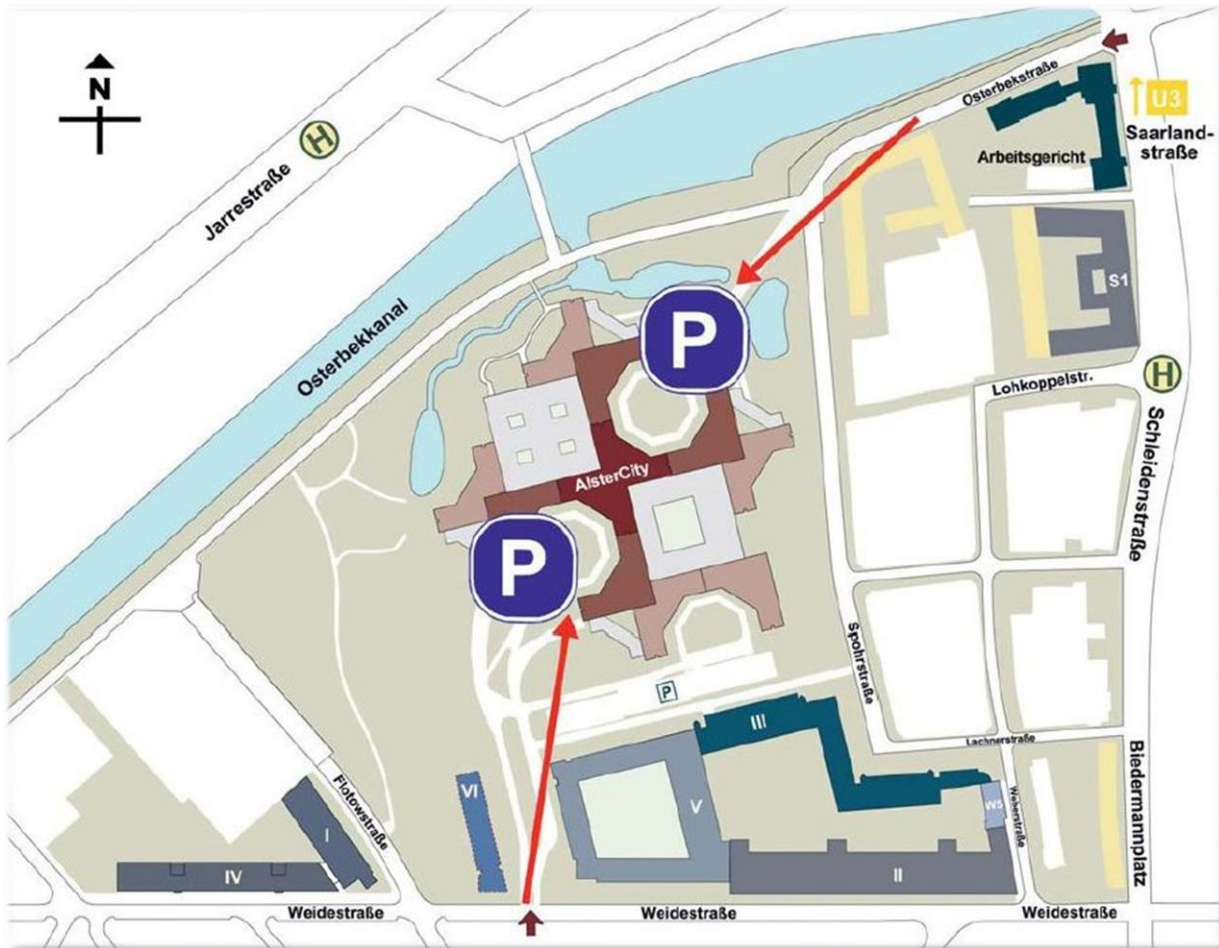 N
H
Jarrestraße
Osterbekkanal
Osterbekstraße
U3
Saarland-
straße
Arbeitsgericht
S1
P
Lohkoppelstr.
H
Schleidenstraße
AlsterCity
P
Spohrstraße
P
III
Lachnerstraße
Biedermannplatz
Flotowstraße
VI
V
W5
Weberstraße
I
IV
II
Weidestraße
Weidestraße
Weidestraße